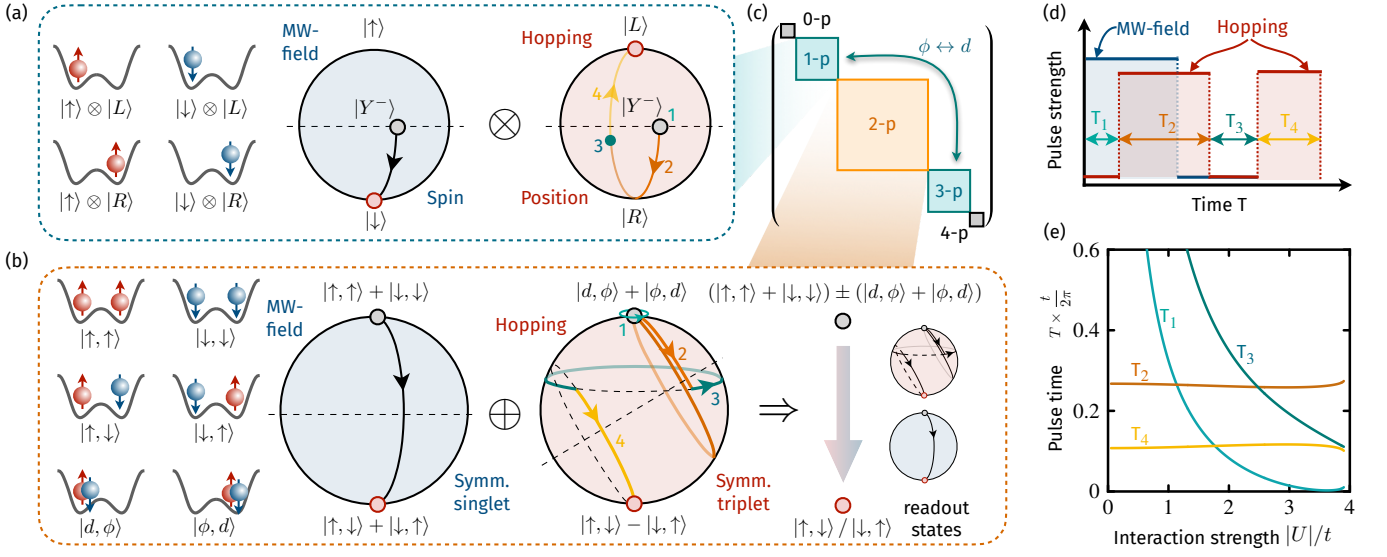 (a)
MW-
field
|↑⟩
Hopping
|L⟩
|↑⟩ ⊗ |L⟩
|↓⟩ ⊗ |L⟩
|Y⁻⟩
⊗
4
|Y⁻⟩
1
3
2
|↑⟩ ⊗ |R⟩
|↓⟩ ⊗ |R⟩
Spin
|↓⟩
Position
|R⟩
(b)
|↑, ↑⟩
|↓, ↓⟩
|↑, ↓⟩
|↓, ↑⟩
|d, ϕ⟩
|ϕ, d⟩
|↑, ↑⟩ + |↓, ↓⟩
MW-
field
Symm.
singlet
|↑, ↓⟩ + |↓, ↑⟩
⊕
|d, ϕ⟩ + |ϕ, d⟩
Hopping
1
2
3
4
Symm.
triplet
|↑, ↓⟩ − |↓, ↑⟩
⇒
(|↑, ↑⟩ + |↓, ↓⟩) ± (|d, ϕ⟩ + |ϕ, d⟩)
|↑, ↓⟩ / |↓, ↑⟩
readout
states
(c)
0-p
1-p
ϕ ↔ d
2-p
3-p
4-p
(d)
MW-field
Hopping
Pulse strength
T₁
T₂
T₃
T₄
Time T
(e)
Pulse time T × t/2π
0.6
0.4
0.2
0
T₁
T₂
T₃
T₄
0 1 2 3 4
Interaction strength |U|/t